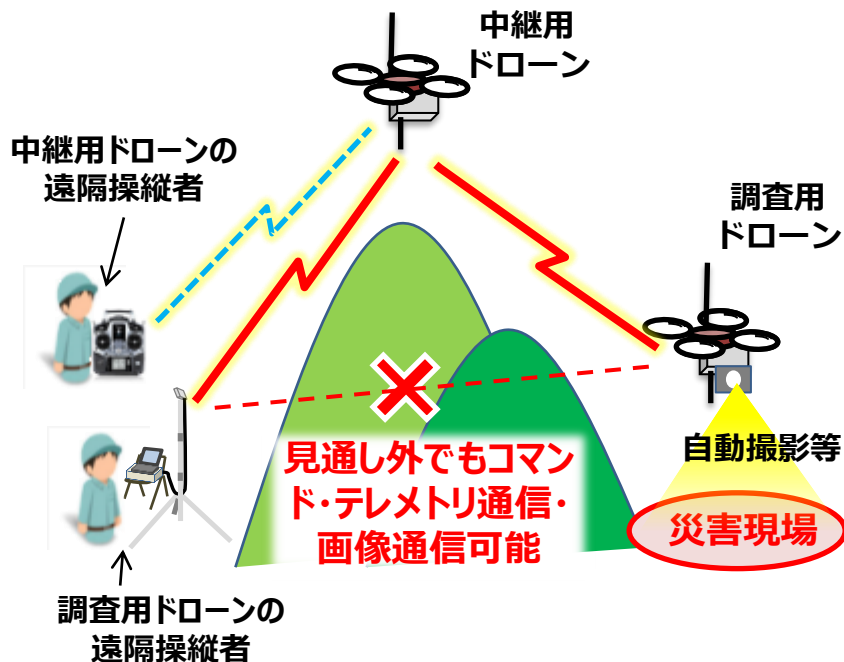 中継用
ドローン
中継用ドローンの
遠隔操縦者
調査用
ドローン
見通し外でもコマン
ド・テレメトリ通信・
画像通信可能
自動撮影等
災害現場
調査用ドローンの
遠隔操縦者